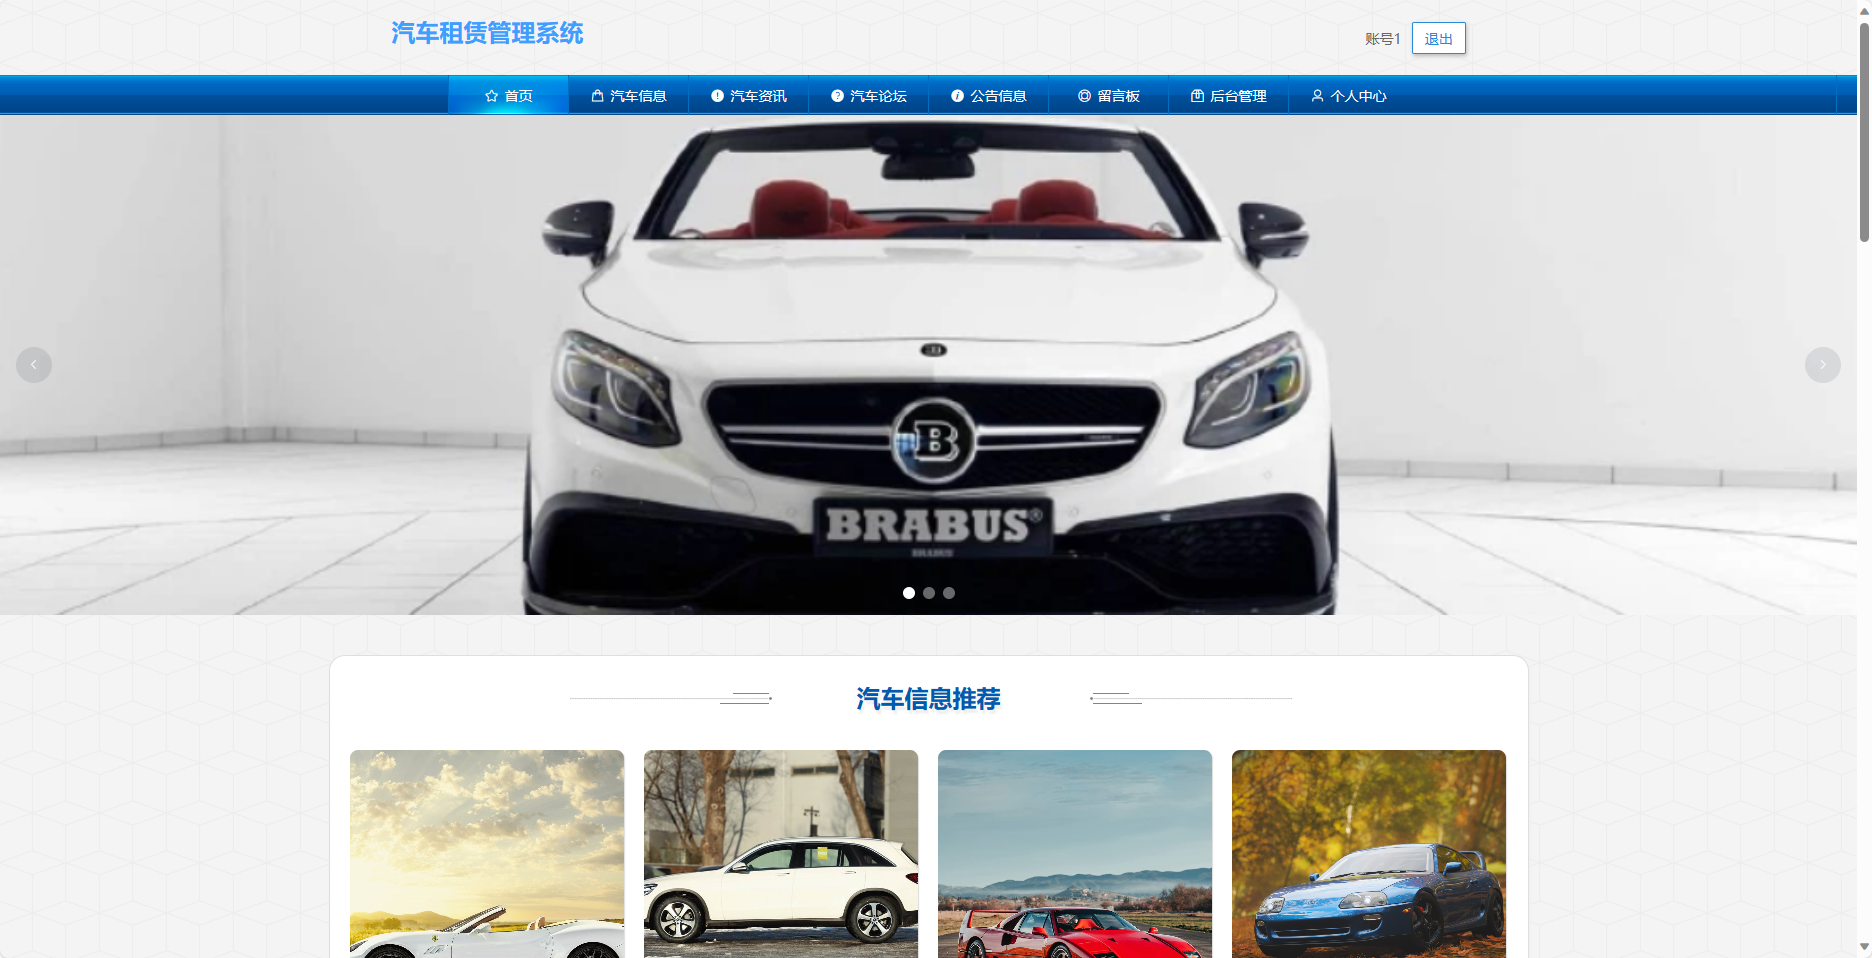 汽车租赁管理系统
账号1
退出
首页
汽车信息
汽车资讯
汽车论坛
公告信息
留言板
后台管理
个人中心
B
BRABUS®
BRABUS
汽车信息推荐